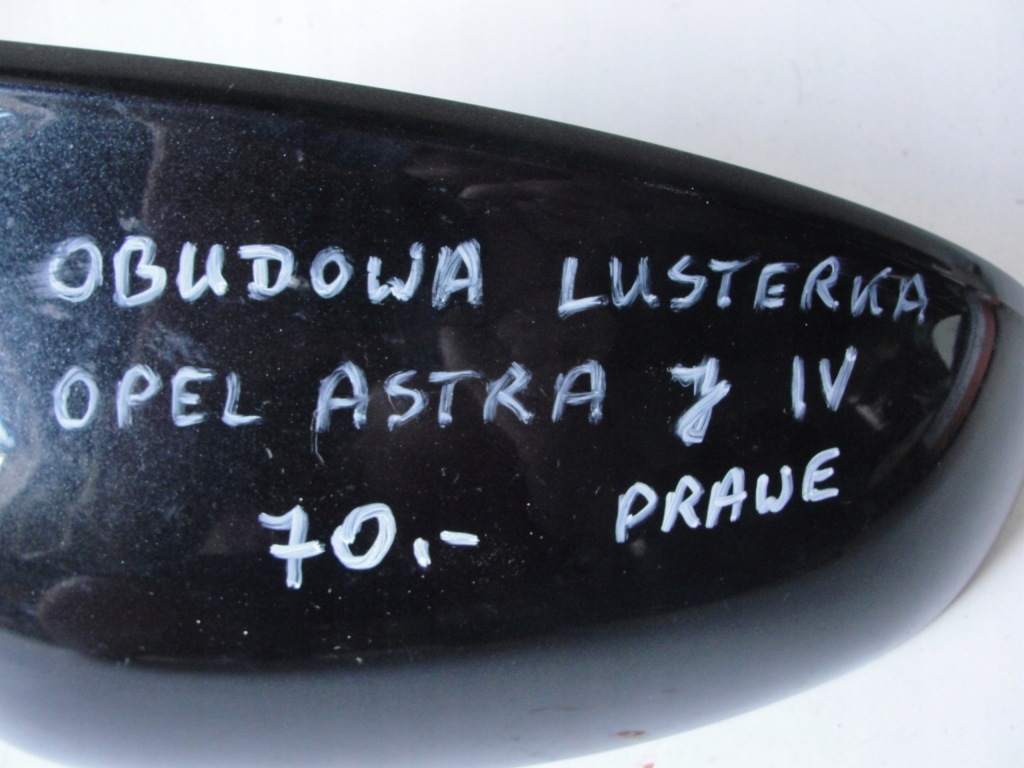 OBUDOWA LUSTERKA
OPEL ASTRA J IV
70.- PRAWE